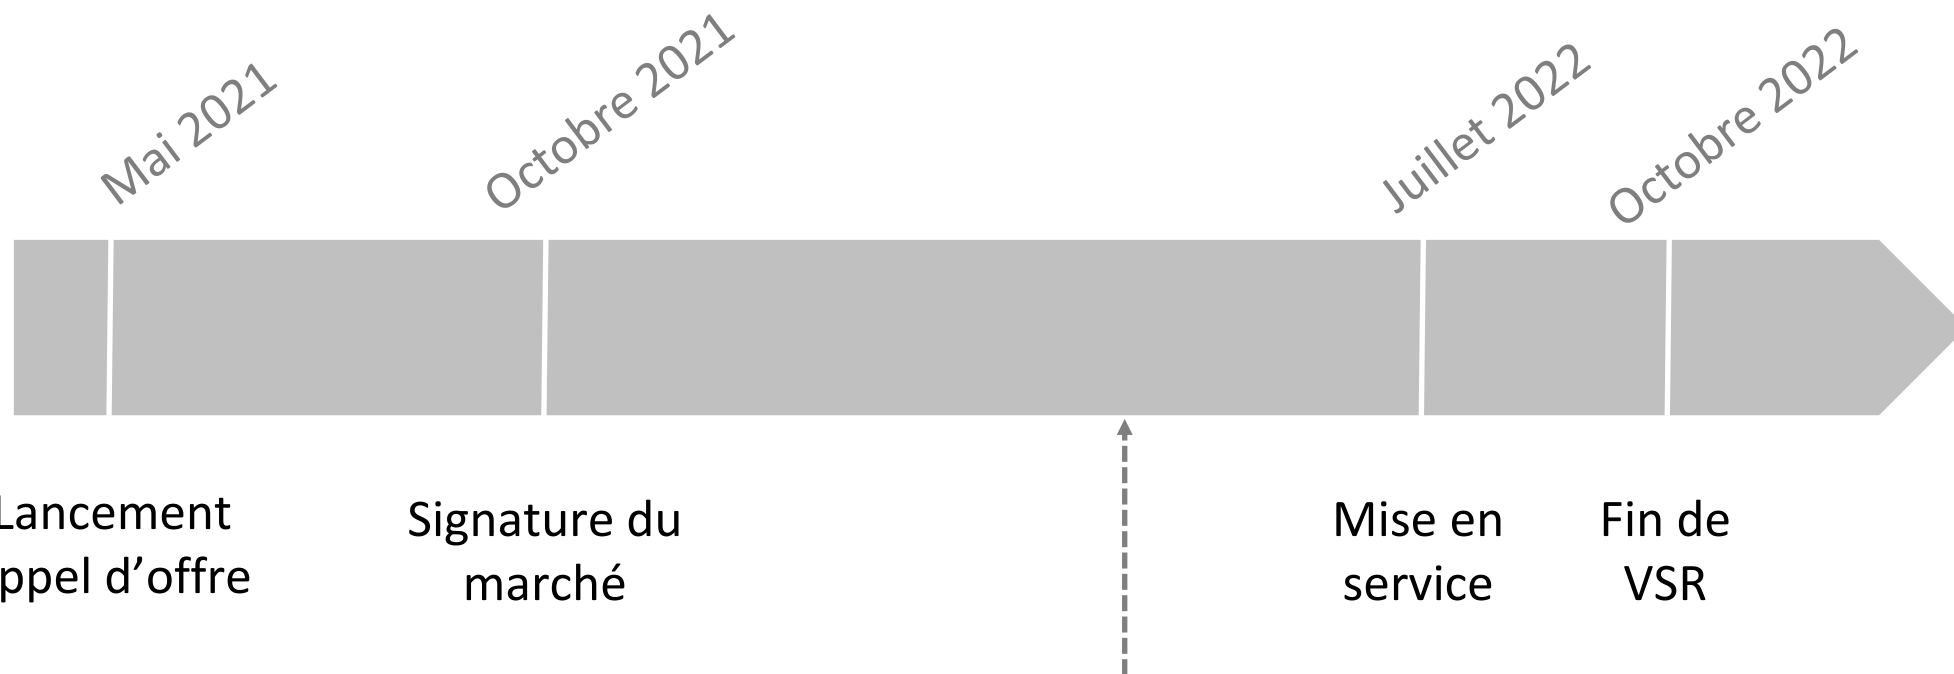 Mai 2021
Octobre 2021
Juillet 2022
Octobre 2022
Lancement
ppel d’offre
Signature du
marché
Mise en
service
Fin de
VSR